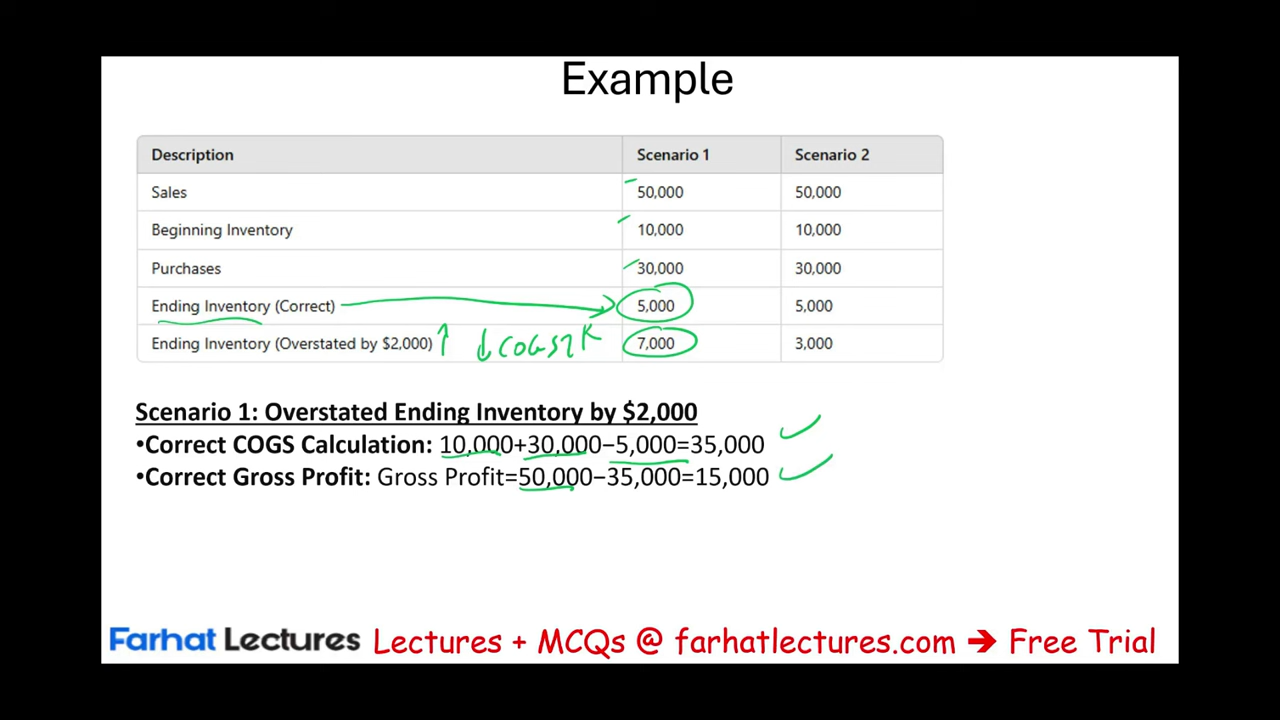 Example
Description Scenario 1 Scenario 2
Sales 50,000 50,000
Beginning Inventory 10,000 10,000
Purchases 30,000 30,000
Ending Inventory (Correct) 5,000 5,000
Ending Inventory (Overstated by $2,000) ↑ ↓ COGS 2K 7,000 3,000
Scenario 1: Overstated Ending Inventory by $2,000
•Correct COGS Calculation: 10,000+30,000−5,000=35,000
•Correct Gross Profit: Gross Profit=50,000−35,000=15,000
Farhat Lectures Lectures + MCQs @ farhatlectures.com ➔ Free Trial